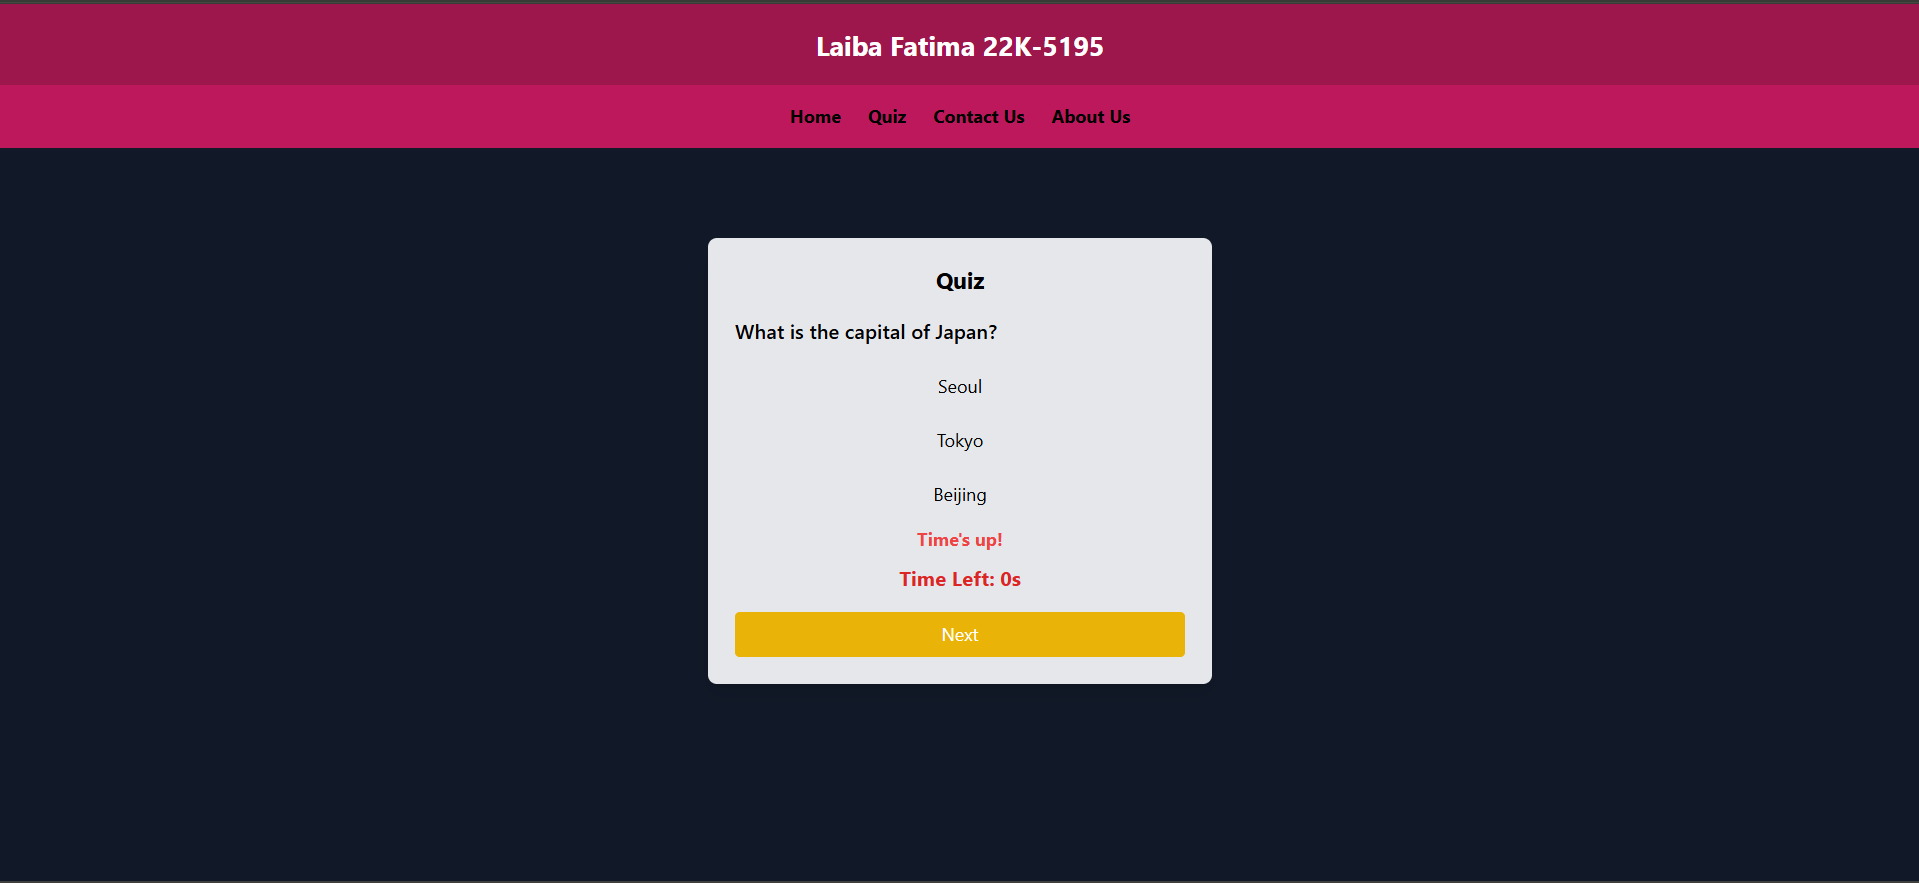 Laiba Fatima 22K-5195
Home Quiz Contact Us About Us
Quiz
What is the capital of Japan?
Seoul
Tokyo
Beijing
Time's up!
Time Left: 0s
Next